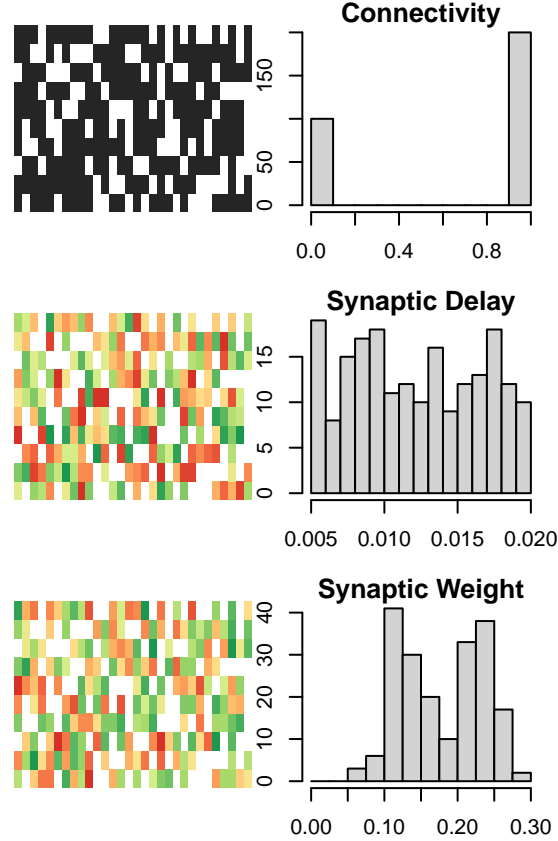 Connectivity
0 50 150
0.0 0.4 0.8
Synaptic Delay
0 5 10 15
0.005 0.010 0.015 0.020
Synaptic Weight
0 10 20 30 40
0.00 0.10 0.20 0.30